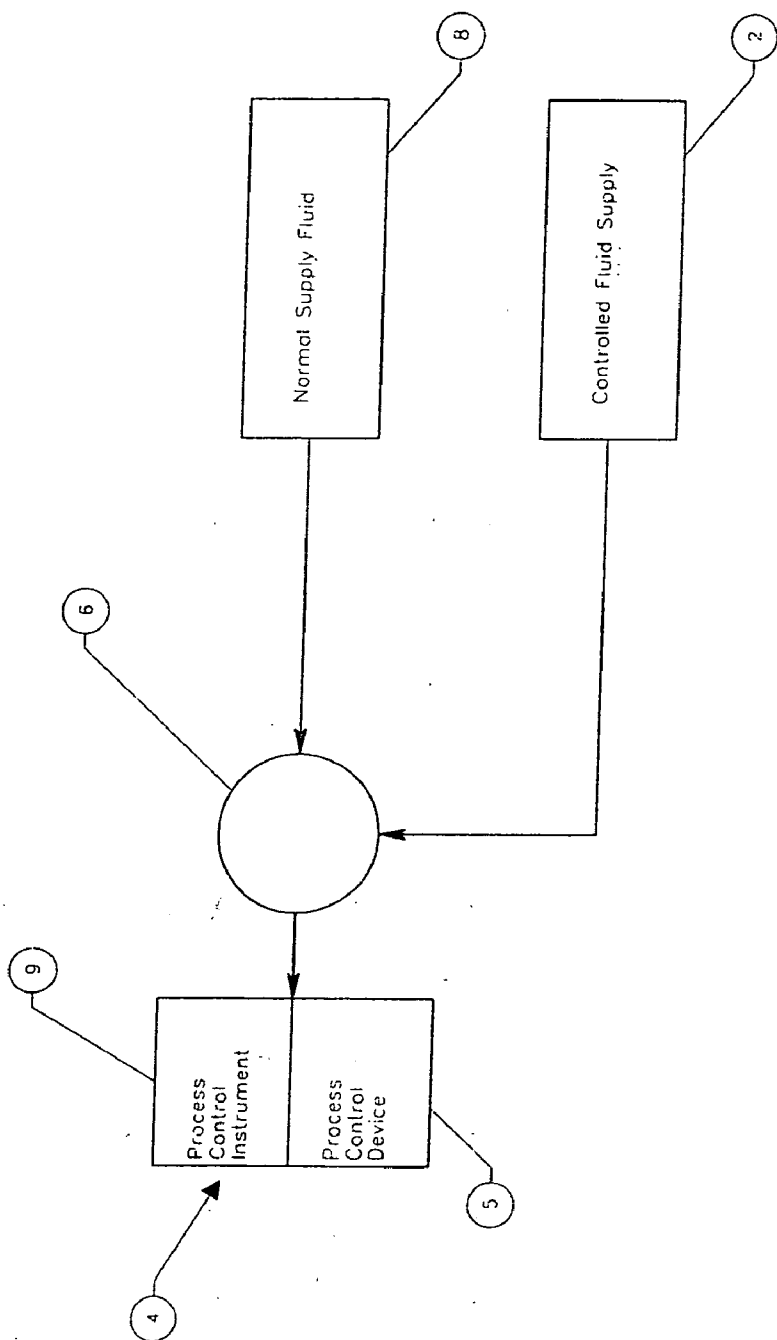 9
6
4
Process
Control
Instrument
Process
Control
Device
5
Normal Supply Fluid
8
Controlled Fluid Supply
2